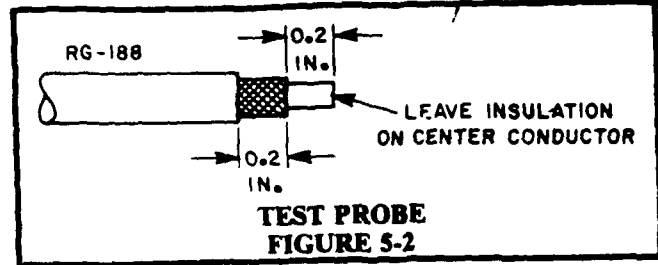 0.2
IN.
RG-188
LEAVE INSULATION
ON CENTER CONDUCTOR
0.2
IN.
TEST PROBE
FIGURE 5-2